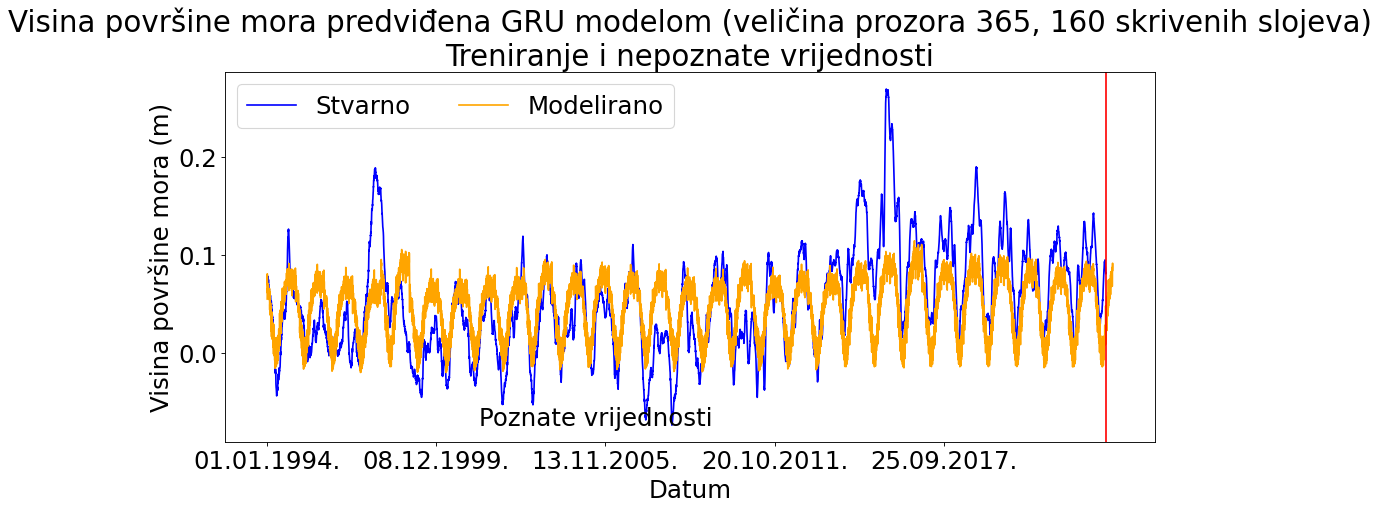 Visina površine mora predviđena GRU modelom (veličina prozora 365, 160 skrivenih slojeva)
Treniranje i nepoznate vrijednosti
Stvarno
Modelirano
Visina površine mora (m)
0.2
0.1
0.0
Poznate vrijednosti
01.01.1994.
08.12.1999.
13.11.2005.
20.10.2011.
25.09.2017.
Datum